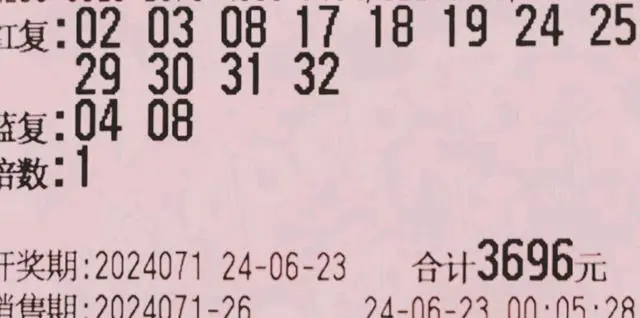 红复:02 03 08 17 18 19 24 25
29 30 31 32
蓝复:04 08
倍数:1
开奖期:2024071 24-06-23 合计3696元
销售期:2024071-26 24-06-23 00:05:28